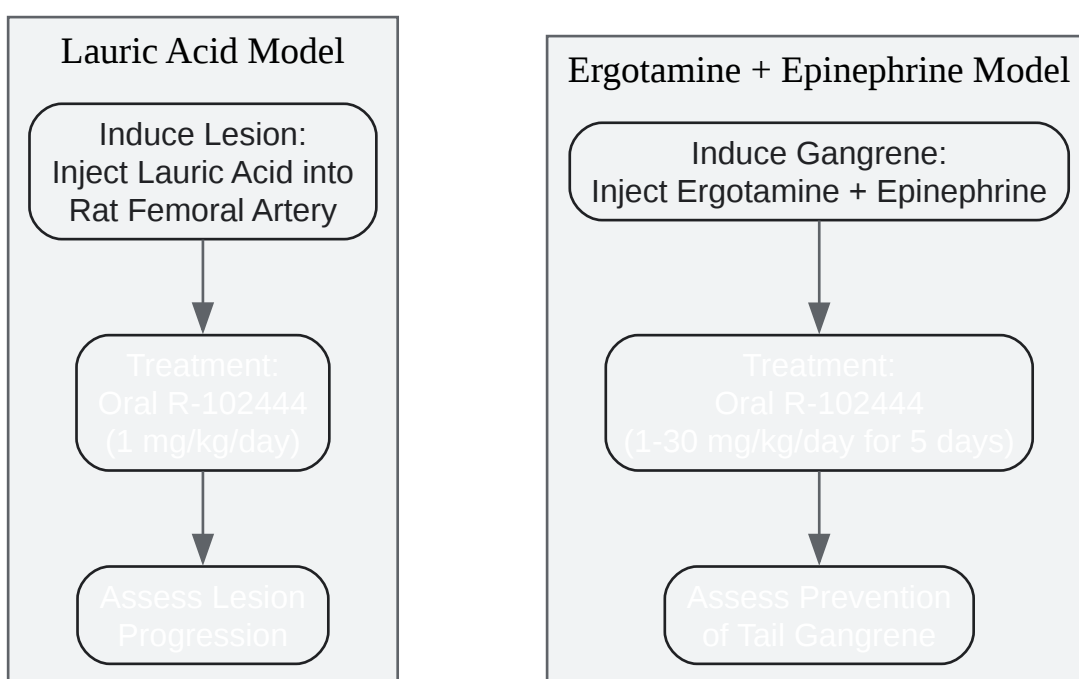 Lauric Acid Model
Induce Lesion:
Inject Lauric Acid into
Rat Femoral Artery
Treatment:
Oral R-102444
(1 mg/kg/day)
Assess Lesion
Progression
Ergotamine + Epinephrine Model
Induce Gangrene:
Inject Ergotamine + Epinephrine
Treatment:
Oral R-102444
(1-30 mg/kg/day for 5 days)
Assess Prevention
of Tail Gangrene